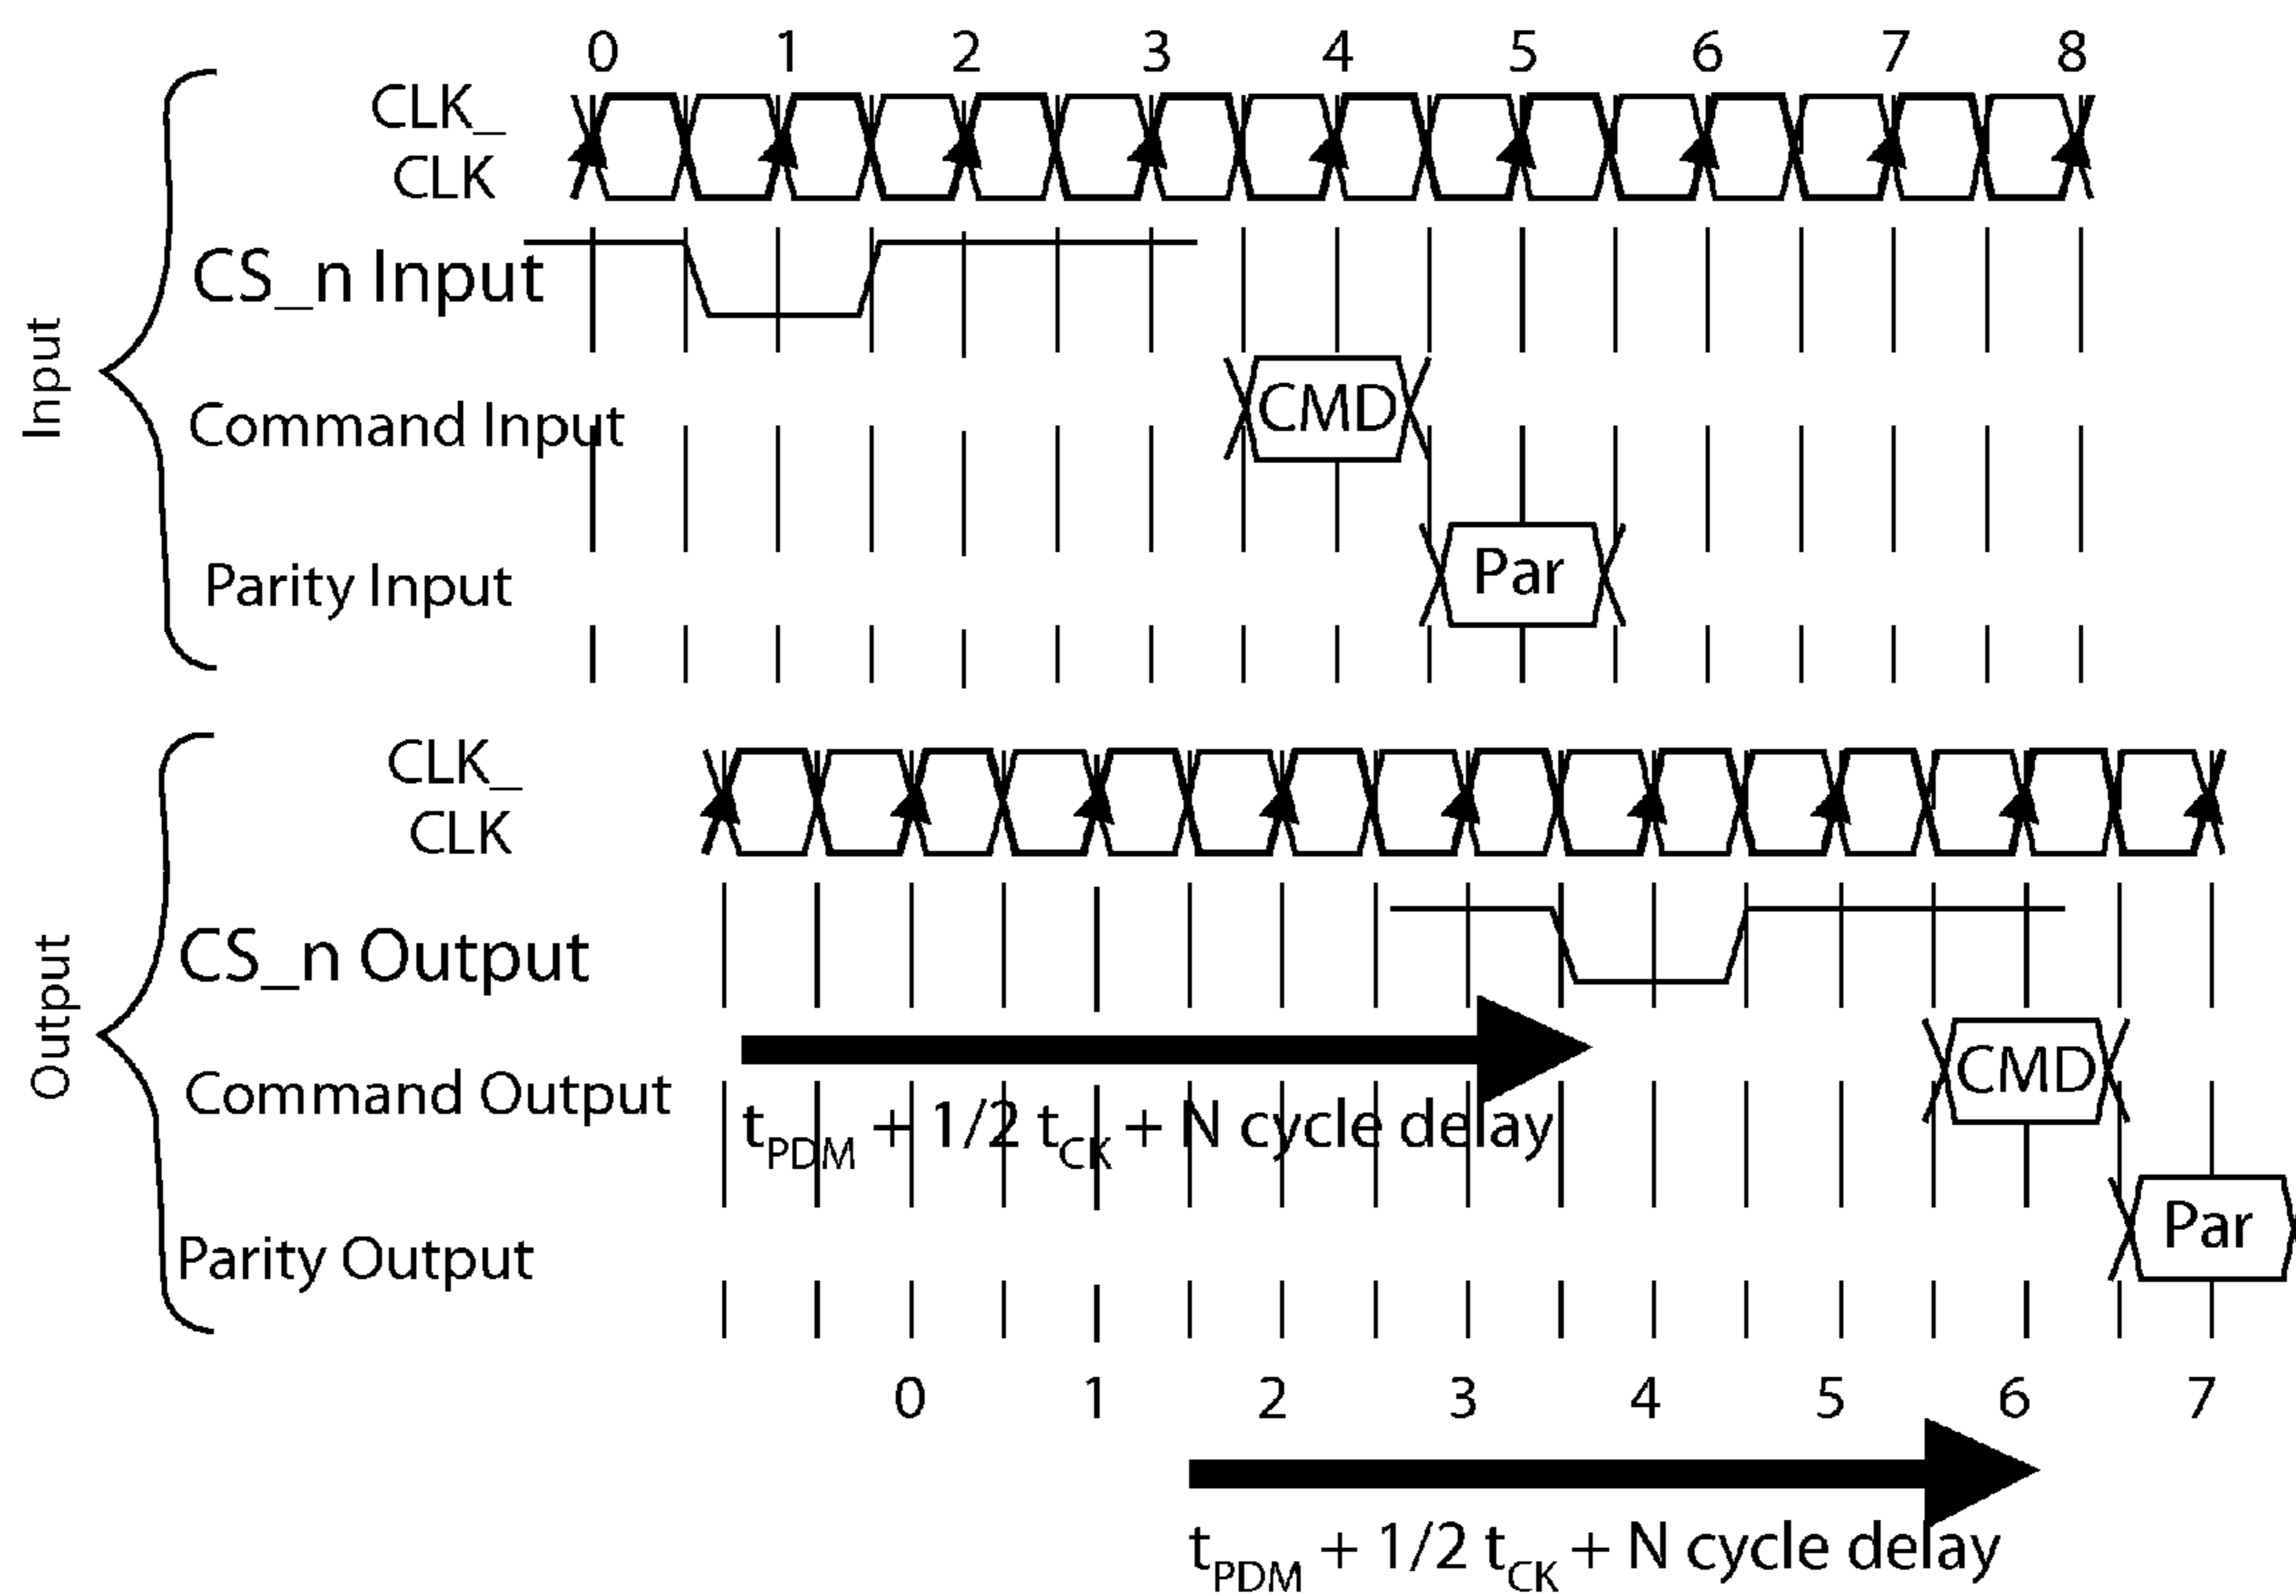 0 1 2 3 4 5 6 7 8
CLK_
CLK
CS_n Input
Input
Command Input
CMD
Parity Input
Par
CLK_
CLK
CS_n Output
Output
Command Output
CMD
tPDM + 1/2 tCK + N cycle delay
Parity Output
Par
0 1 2 3 4 5 6 7
tPDM + 1/2 tCK + N cycle delay